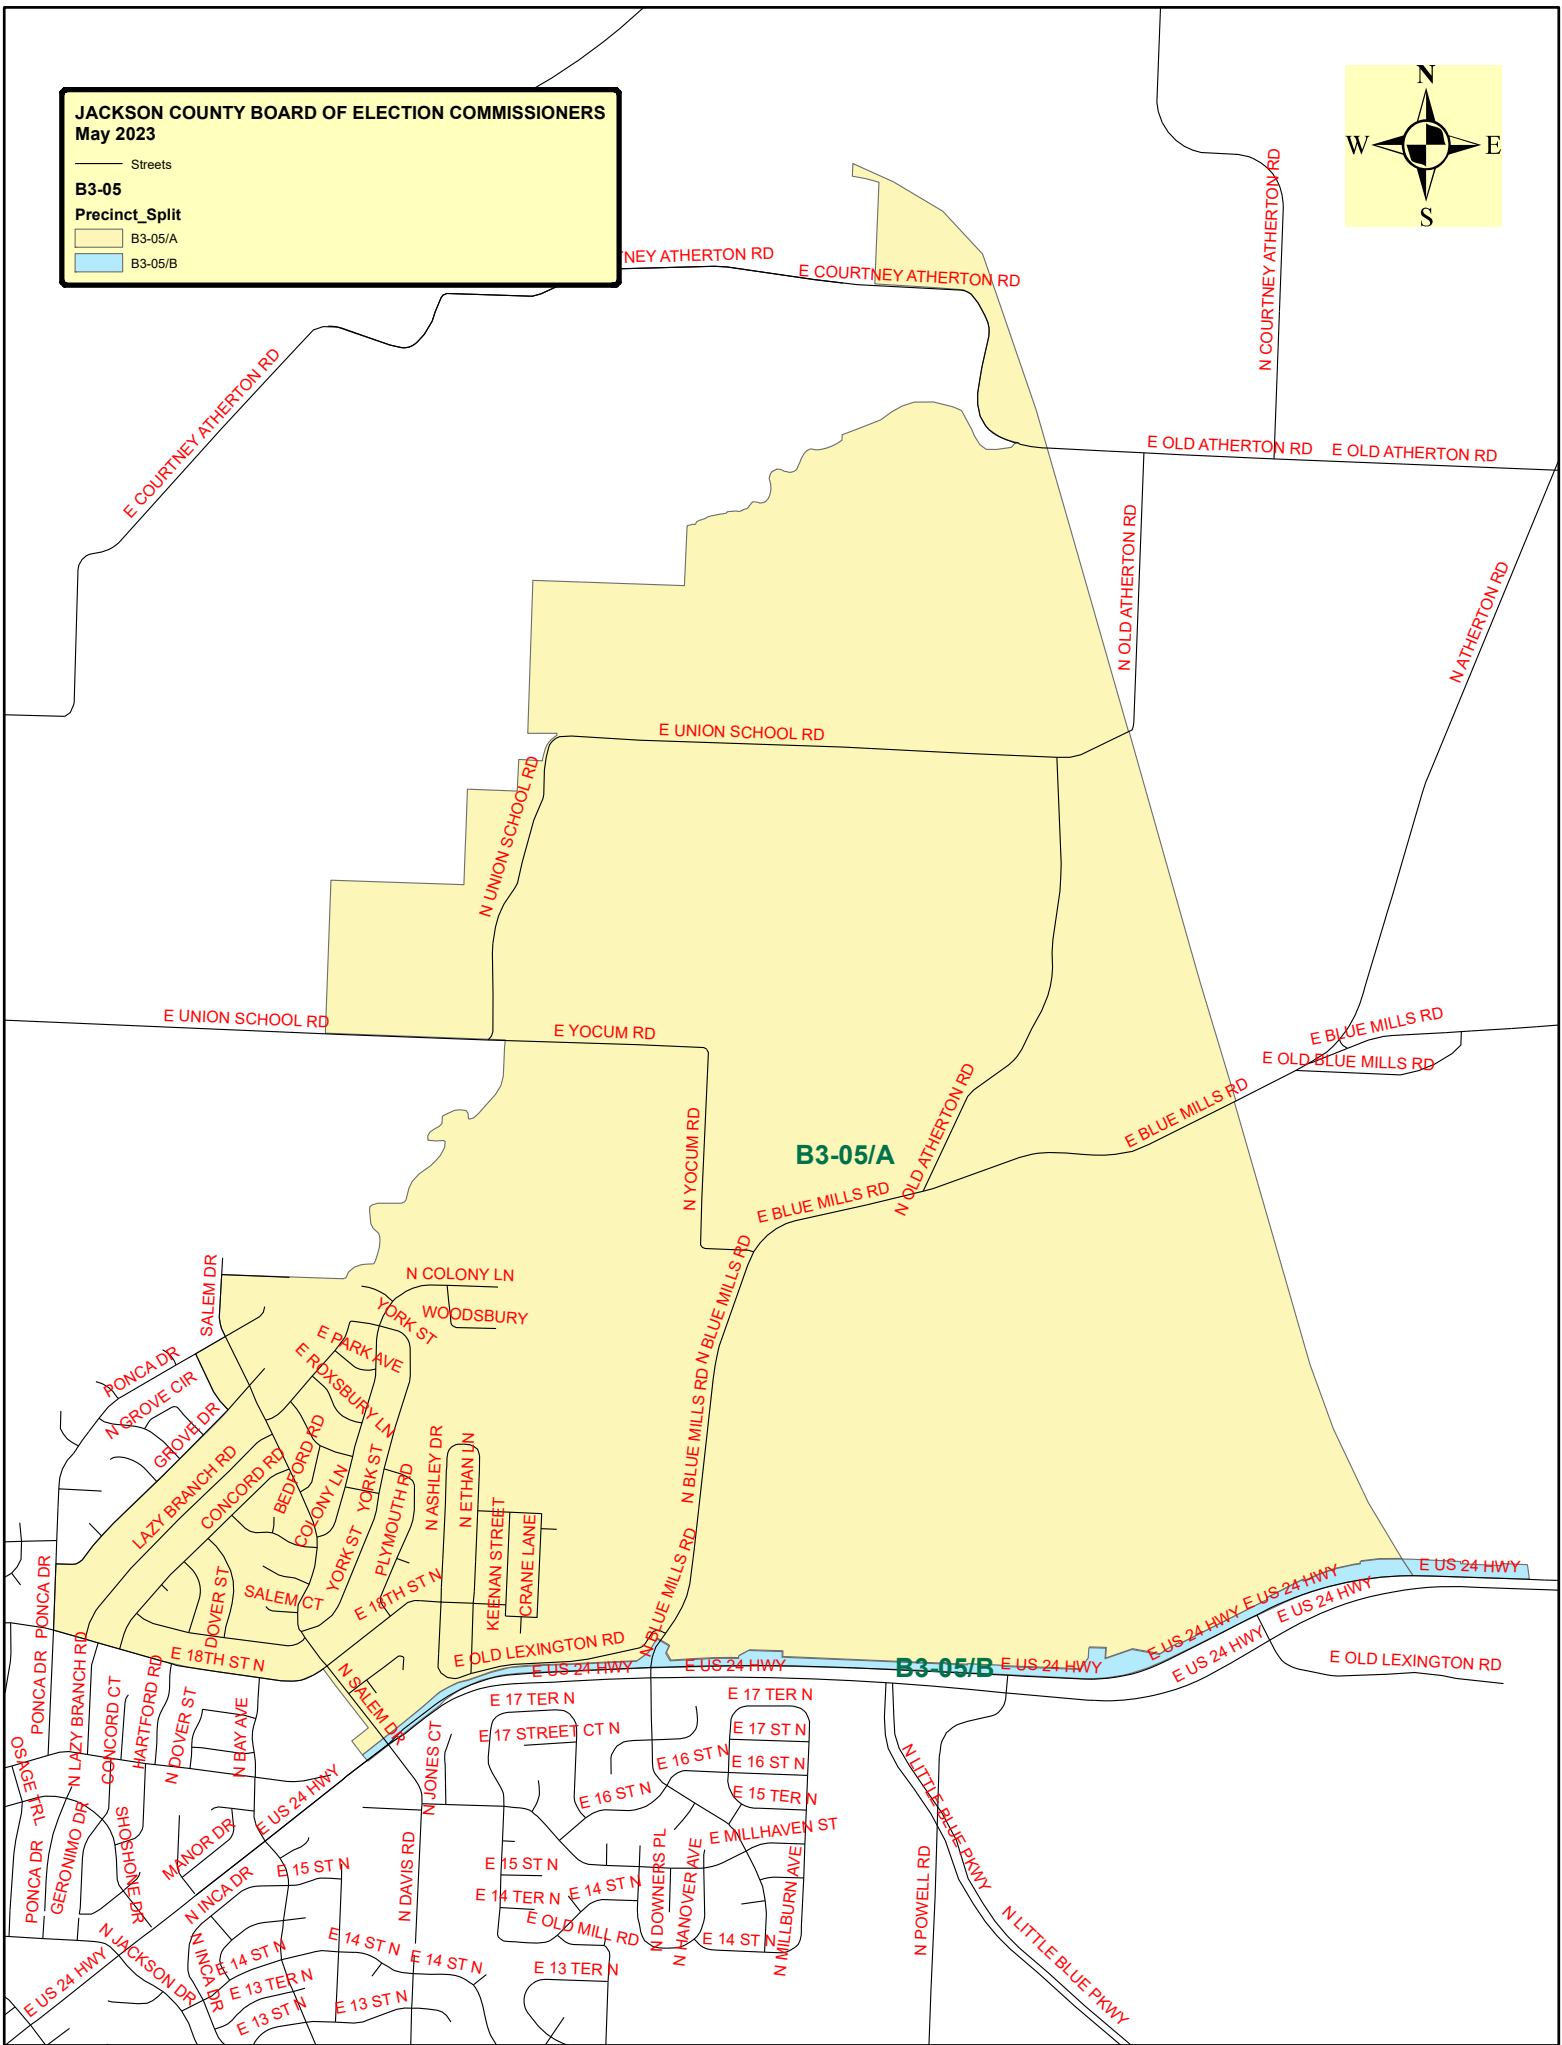 JACKSON COUNTY BOARD OF ELECTION COMMISSIONERS
May 2023
Streets
B3-05
Precinct_Split
B3-05/A
B3-05/B
N
W E
S
NEY ATHERTON RD
E COURTNEY ATHERTON RD
N COURTNEY ATHERTON RD
E COURTNEY ATHERTON RD
E OLD ATHERTON RD
E OLD ATHERTON RD
N OLD ATHERTON RD
N ATHERTON RD
E UNION SCHOOL RD
N UNION SCHOOL RD
E UNION SCHOOL RD
E YOCUM RD
E BLUE MILLS RD
E OLD BLUE MILLS RD
N YOCUM RD
N OLD ATHERTON RD
E BLUE MILLS RD
B3-05/A
E BLUE MILLS RD
N BLUE MILLS RD
N BLUE MILLS RD
SALEM DR
N COLONY LN
YORK ST
WOODSBURY
E PARK AVE
PONCA DR
E ROXSBURY LN
N GROVE CIR
GROVE DR
LAZY BRANCH RD
CONCORD RD
BEDFORD RD
COLONY LN
YORK ST
YORK ST
PLYMOUTH RD
N ASHLEY DR
N ETHAN LN
KEENAN STREET
CRANE LANE
N BLUE MILLS RD
PONCA DR
DOVER ST
SALEM CT
E 18TH ST N
E 18TH ST N
E OLD LEXINGTON RD
N SALEM DR
E US 24 HWY
E US 24 HWY
B3-05/B
E US 24 HWY
E US 24 HWY
E US 24 HWY
E US 24 HWY
E US 24 HWY
E US 24 HWY
E OLD LEXINGTON RD
PONCA DR
N LAZY BRANCH RD
CONCORD CT
HARTFORD RD
N DOVER ST
N BAY AVE
E 17 TER N
E 17 TER N
E 17 STREET CT N
E 17 ST N
N JONES CT
E 16 ST N
E 16 ST N
E 16 ST N
E 15 TER N
OSAGE TRL
E US 24 HWY
GERONIMO DR
SHOSHONE DR
MANOR DR
E MILLHAVEN ST
N LITTLE BLUE PKWY
PONCA DR
N INCA DR
E 15 ST N
N DAVIS RD
E 15 ST N
E 14 TER N
E 14 ST N
N DOWNERS PL
N HANOVER AVE
N MILLBURN AVE
N POWELL RD
N LITTLE BLUE PKWY
E OLD MILL RD
E 14 ST N
N JACKSON DR
N INCA DR
E 14 ST N
E 14 ST N
E 14 ST N
E US 24 HWY
E 13 TER N
E 13 TER N
E 13 ST N
E 13 ST N